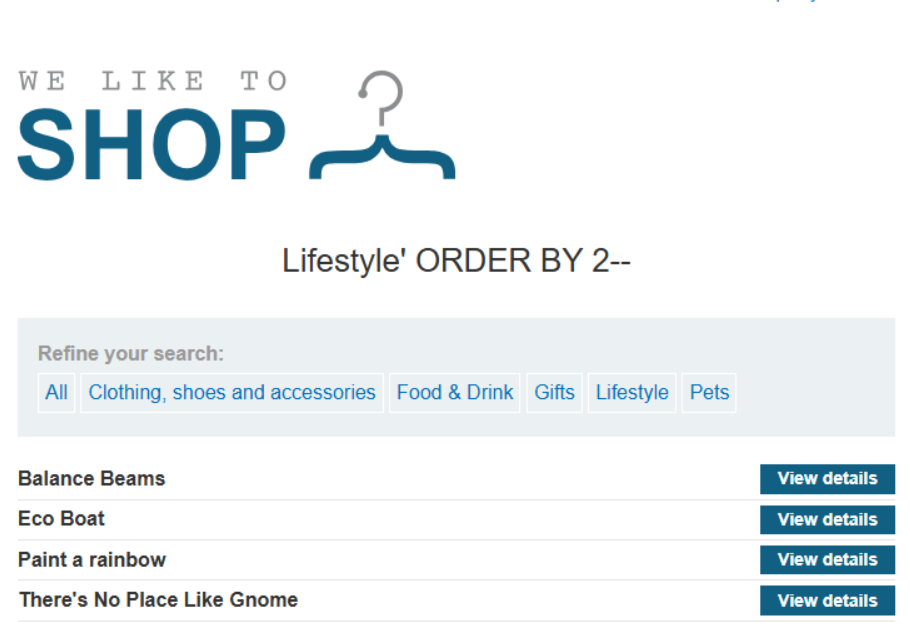 WE LIKE TO
SHOP
Lifestyle' ORDER BY 2--
Refine your search:
All Clothing, shoes and accessories Food & Drink Gifts Lifestyle Pets
Balance Beams View details
Eco Boat View details
Paint a rainbow View details
There's No Place Like Gnome View details